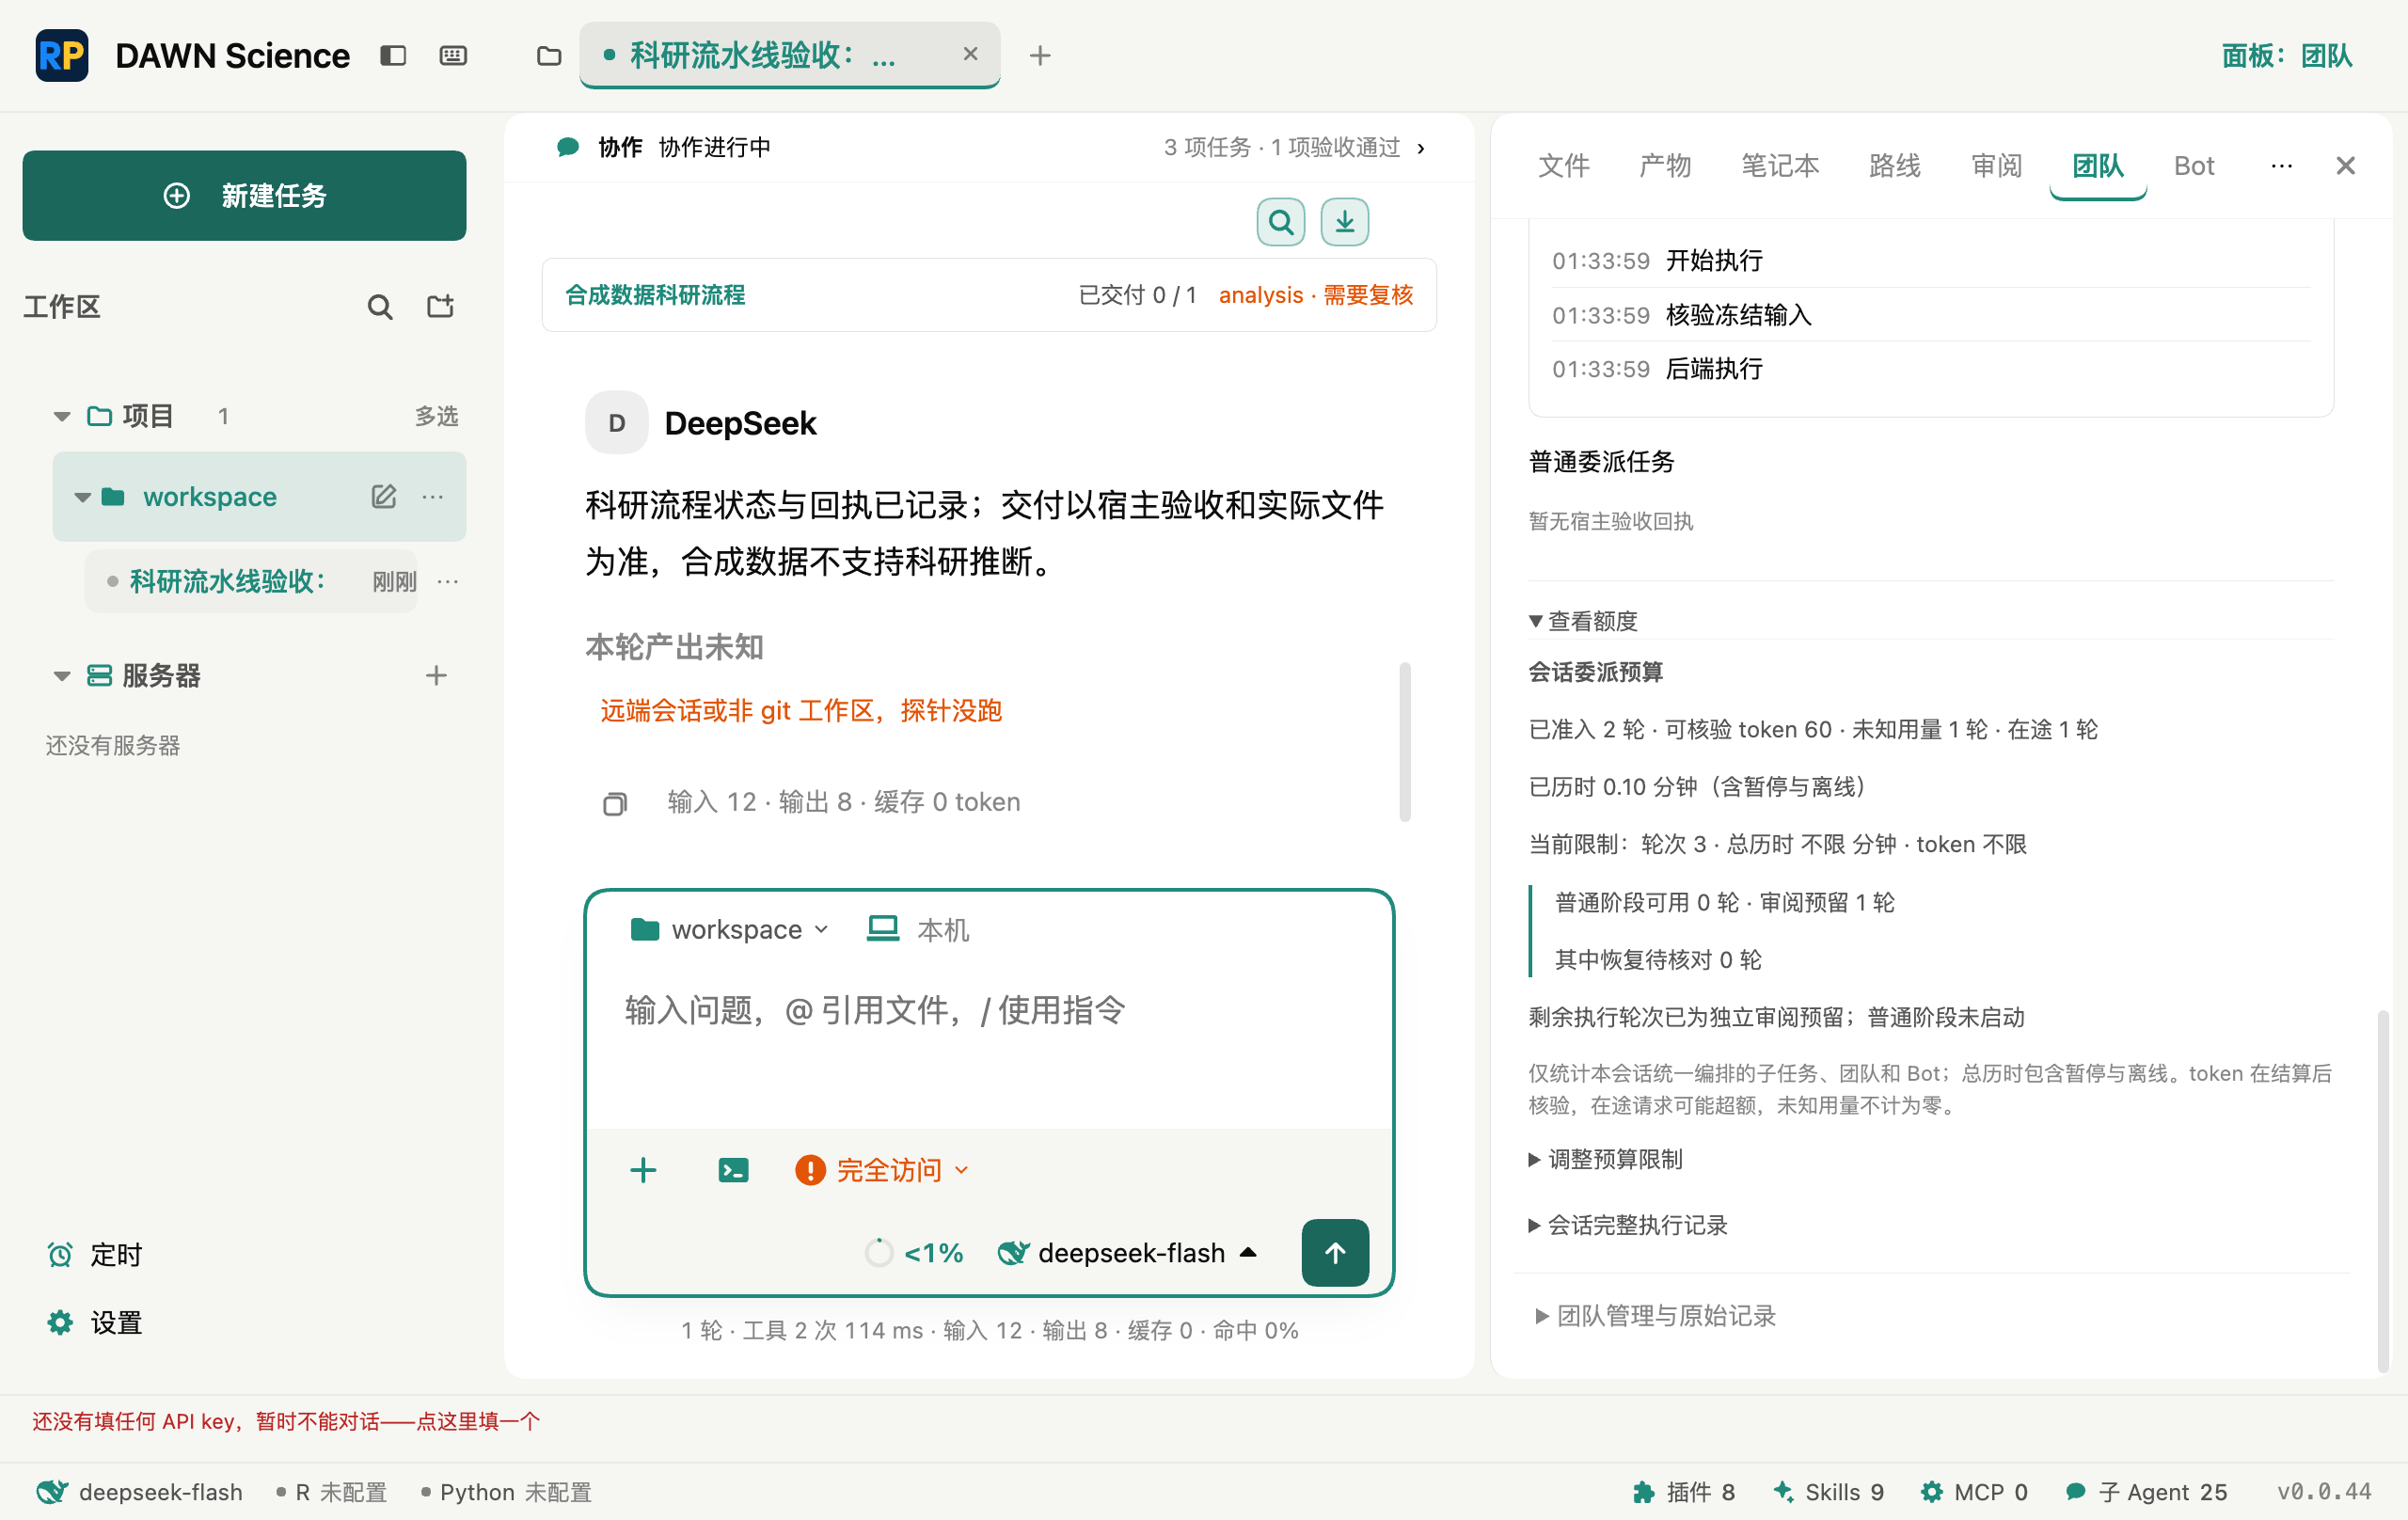 RP DAWN Science
科研流水线验收：...
面板：团队
新建任务
工作区
项目 1 多选
workspace
科研流水线验收： 刚刚
服务器
还没有服务器
定时
设置
协作 协作进行中 3 项任务 · 1 项验收通过 ›
合成数据科研流程 已交付 0 / 1 analysis · 需要复核
D DeepSeek
科研流程状态与回执已记录；交付以宿主验收和实际文件
为准，合成数据不支持科研推断。
本轮产出未知
远端会话或非 git 工作区，探针没跑
输入 12 · 输出 8 · 缓存 0 token
workspace 本机
输入问题，@ 引用文件，/ 使用指令
完全访问
<1% deepseek-flash
1 轮 · 工具 2 次 114 ms · 输入 12 · 输出 8 · 缓存 0 · 命中 0%
文件 产物 笔记本 路线 审阅 团队 Bot ...
01:33:59 开始执行
01:33:59 核验冻结输入
01:33:59 后端执行
普通委派任务
暂无宿主验收回执
▼查看额度
会话委派预算
已准入 2 轮 · 可核验 token 60 · 未知用量 1 轮 · 在途 1 轮
已历时 0.10 分钟（含暂停与离线）
当前限制：轮次 3 · 总历时 不限 分钟 · token 不限
普通阶段可用 0 轮 · 审阅预留 1 轮
其中恢复待核对 0 轮
剩余执行轮次已为独立审阅预留；普通阶段未启动
仅统计本会话统一编排的子任务、团队和 Bot；总历时包含暂停与离线。token 在结算后
核验，在途请求可能超额，未知用量不计为零。
▶调整预算限制
▶会话完整执行记录
▶团队管理与原始记录
还没有填任何 API key，暂时不能对话——点这里填一个
deepseek-flash R 未配置 Python 未配置
插件 8 Skills 9 MCP 0 子 Agent 25 v0.0.44